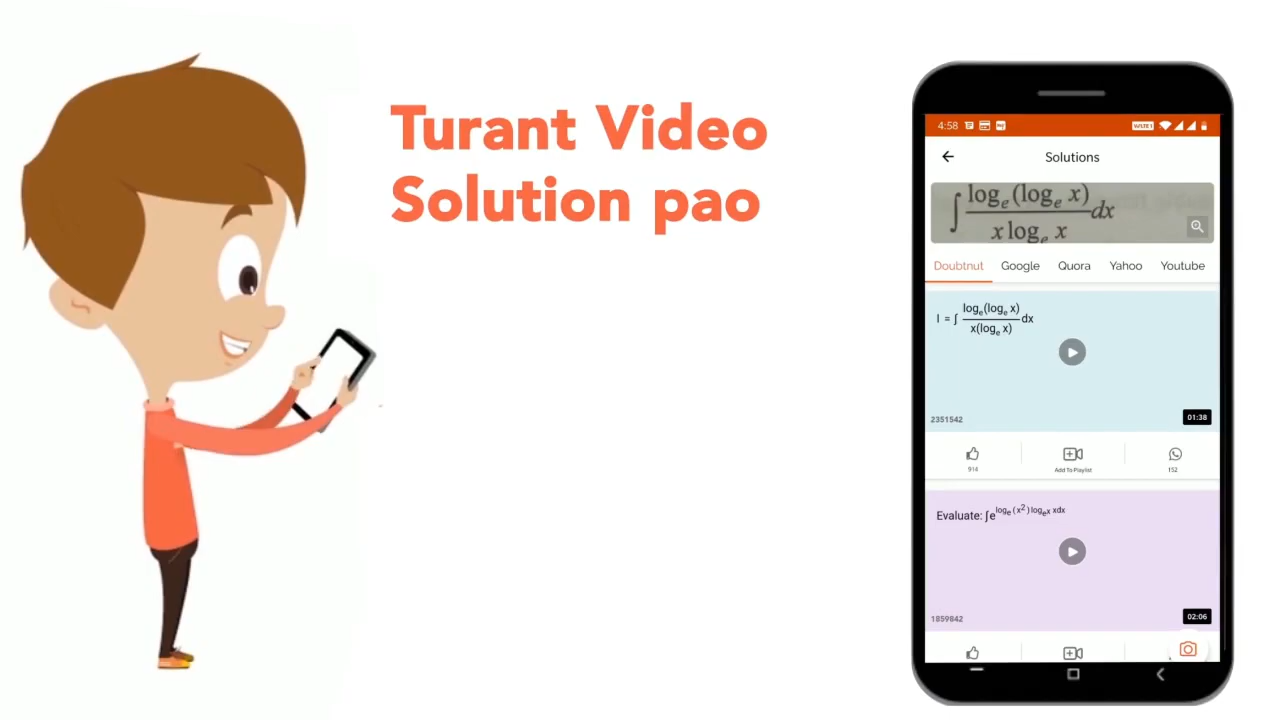 Turant Video
Solution pao
4:58
Solutions
∫ logₑ(logₑ x) / x logₑ x dx
Doubtnut Google Quora Yahoo Youtube
I = ∫ logₑ(logₑ x) / x(logₑ x) dx
2351542 01:38
914 Add To Playlist 152
Evaluate: ∫e^logₑ(x²)logₑx xdx
1859842 02:06